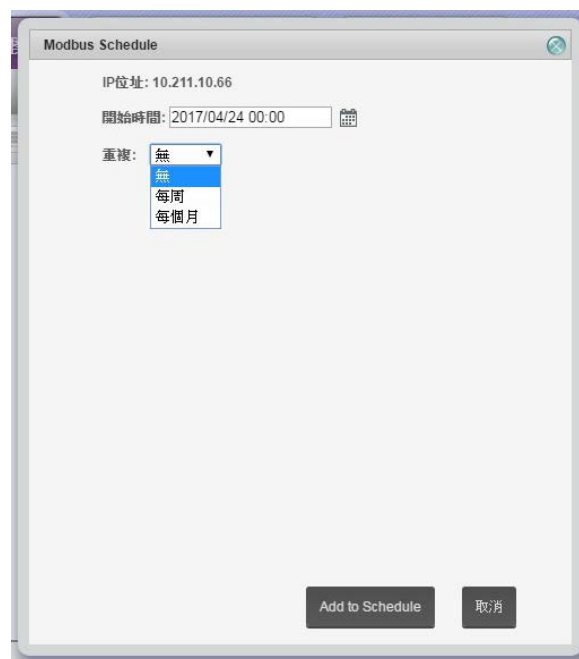 Modbus Schedule
IP位址: 10.211.10.66
開始時間: 2017/04/24 00:00
重複: 無
無
每周
每個月
Add to Schedule
取消